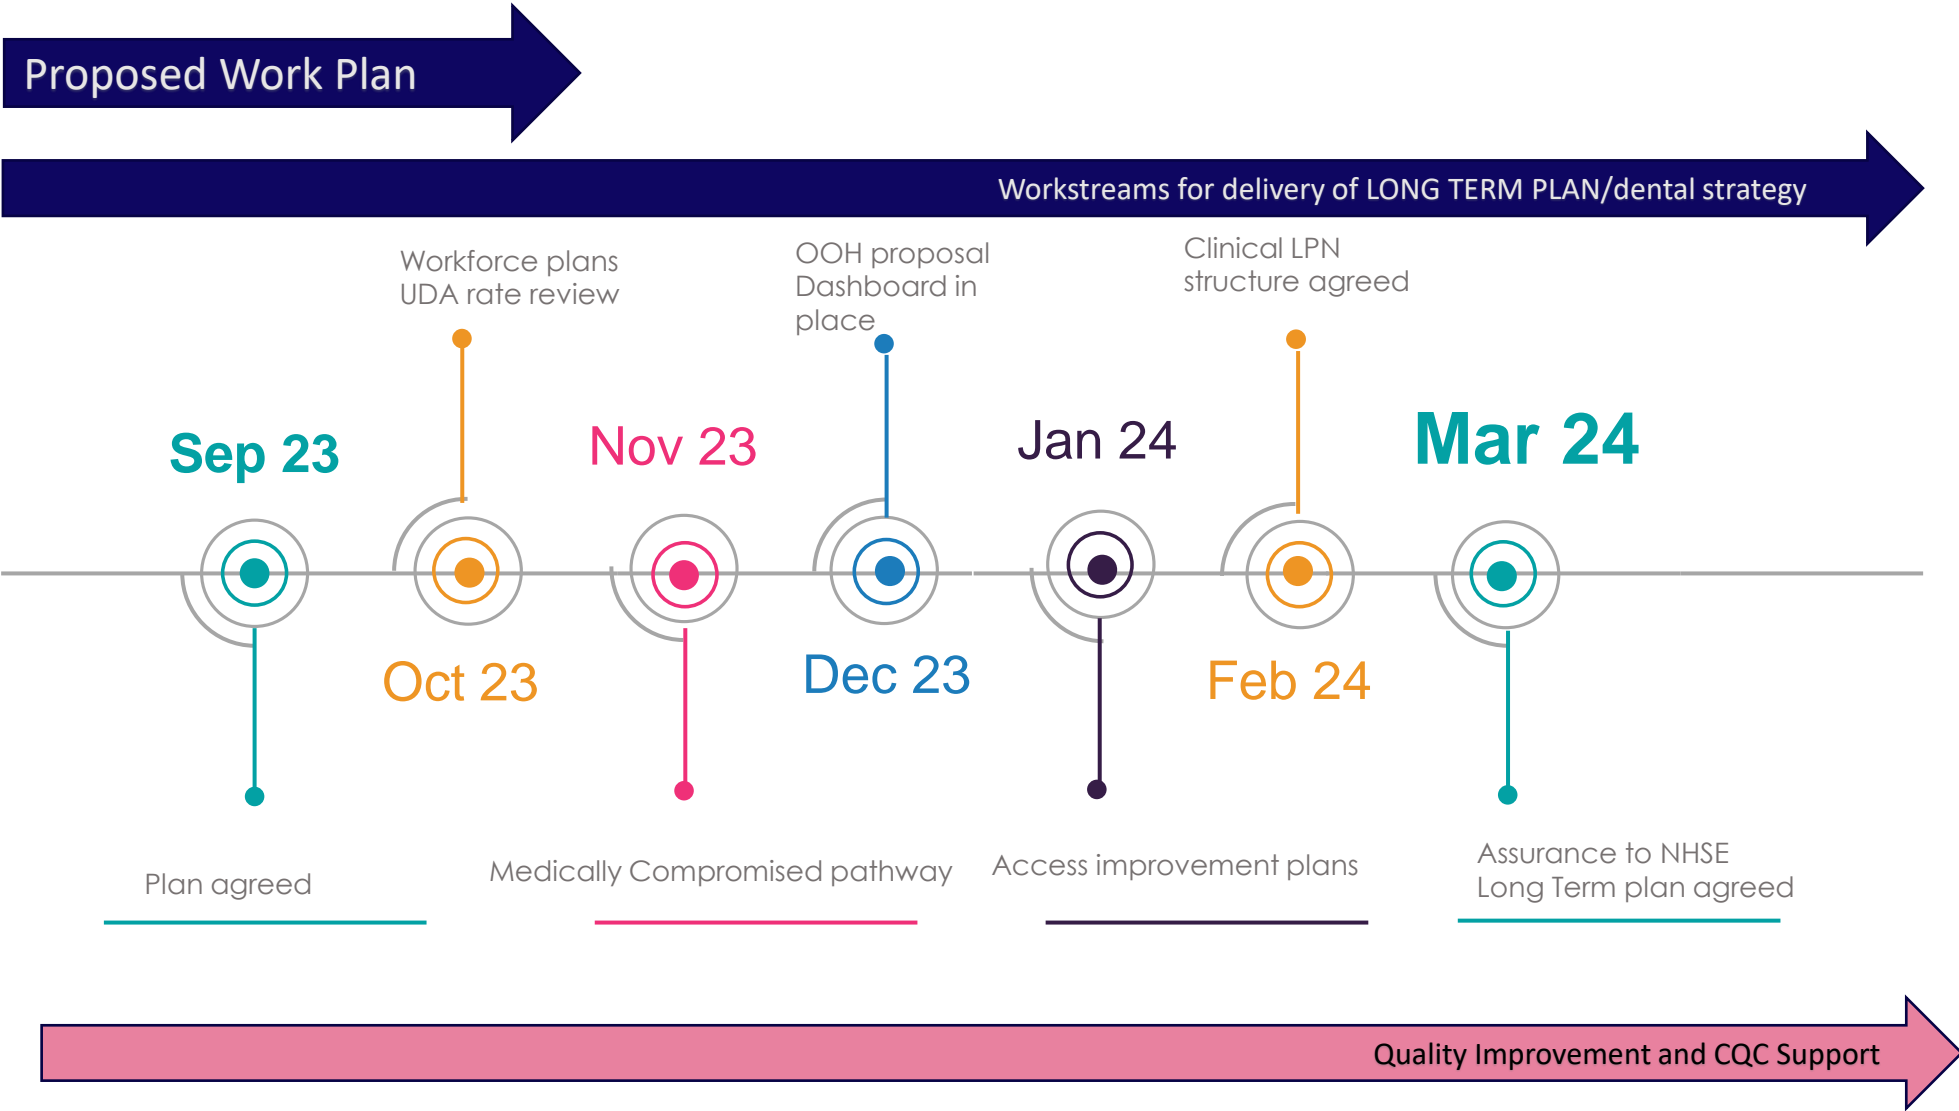 Proposed Work Plan
Workstreams for delivery of LONG TERM PLAN/dental strategy
Workforce plans
UDA rate review
OOH proposal
Dashboard in
place
Clinical LPN
structure agreed
Sep 23
Nov 23
Jan 24
Mar 24
Oct 23
Dec 23
Feb 24
Plan agreed
Medically Compromised pathway
Access improvement plans
Assurance to NHSE
Long Term plan agreed
Quality Improvement and CQC Support